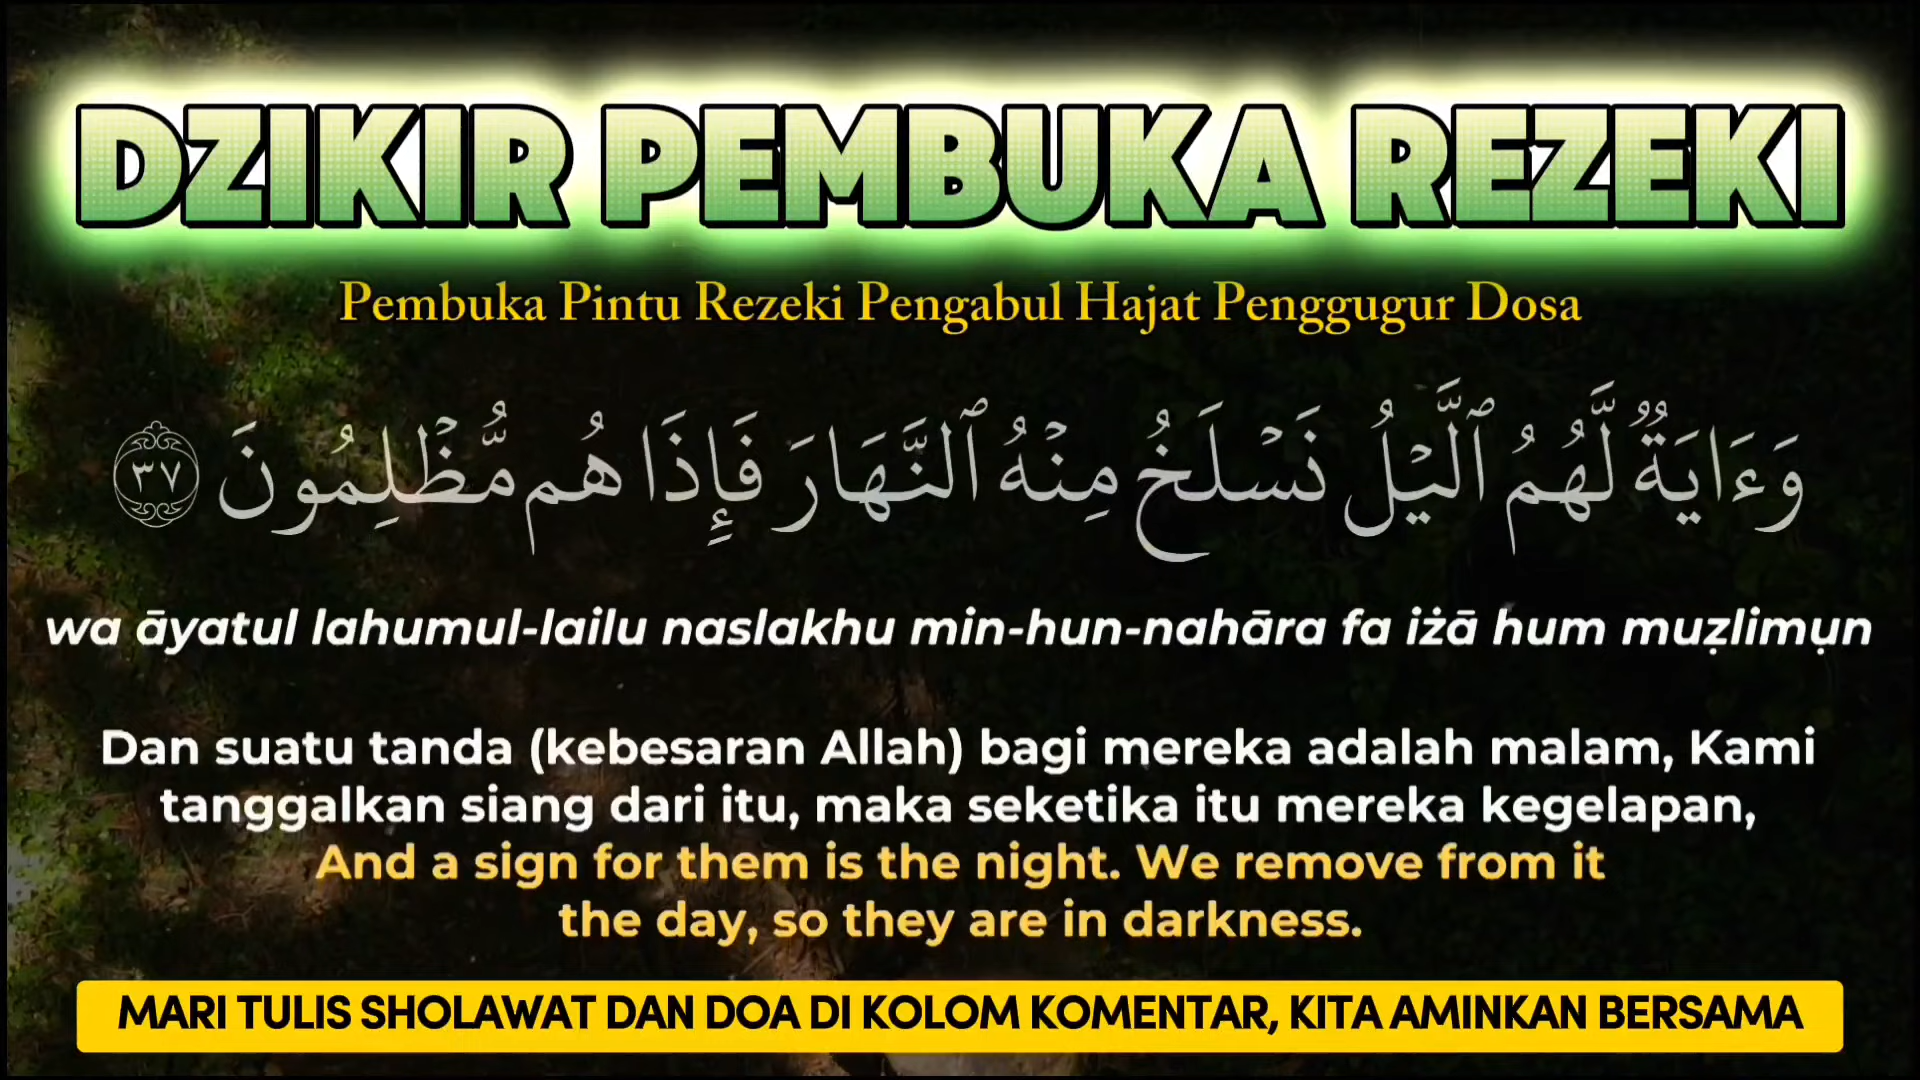 DZIKIR PEMBUKA REZEKI
Pembuka Pintu Rezeki Pengabul Hajat Penggugur Dosa
وَءَايَةٌ لَّهُمُ ٱلَّيْلُ نَسْلَخُ مِنْهُ ٱلنَّهَارَ فَإِذَا هُم مُّظْلِمُونَ ٣٧
wa āyatul lahumul-lailu naslakhu min-hun-nahāra fa iżā hum muẓlimụn
Dan suatu tanda (kebesaran Allah) bagi mereka adalah malam, Kami
tanggalkan siang dari itu, maka seketika itu mereka kegelapan,
And a sign for them is the night. We remove from it
the day, so they are in darkness.
MARI TULIS SHOLAWAT DAN DOA DI KOLOM KOMENTAR, KITA AMINKAN BERSAMA